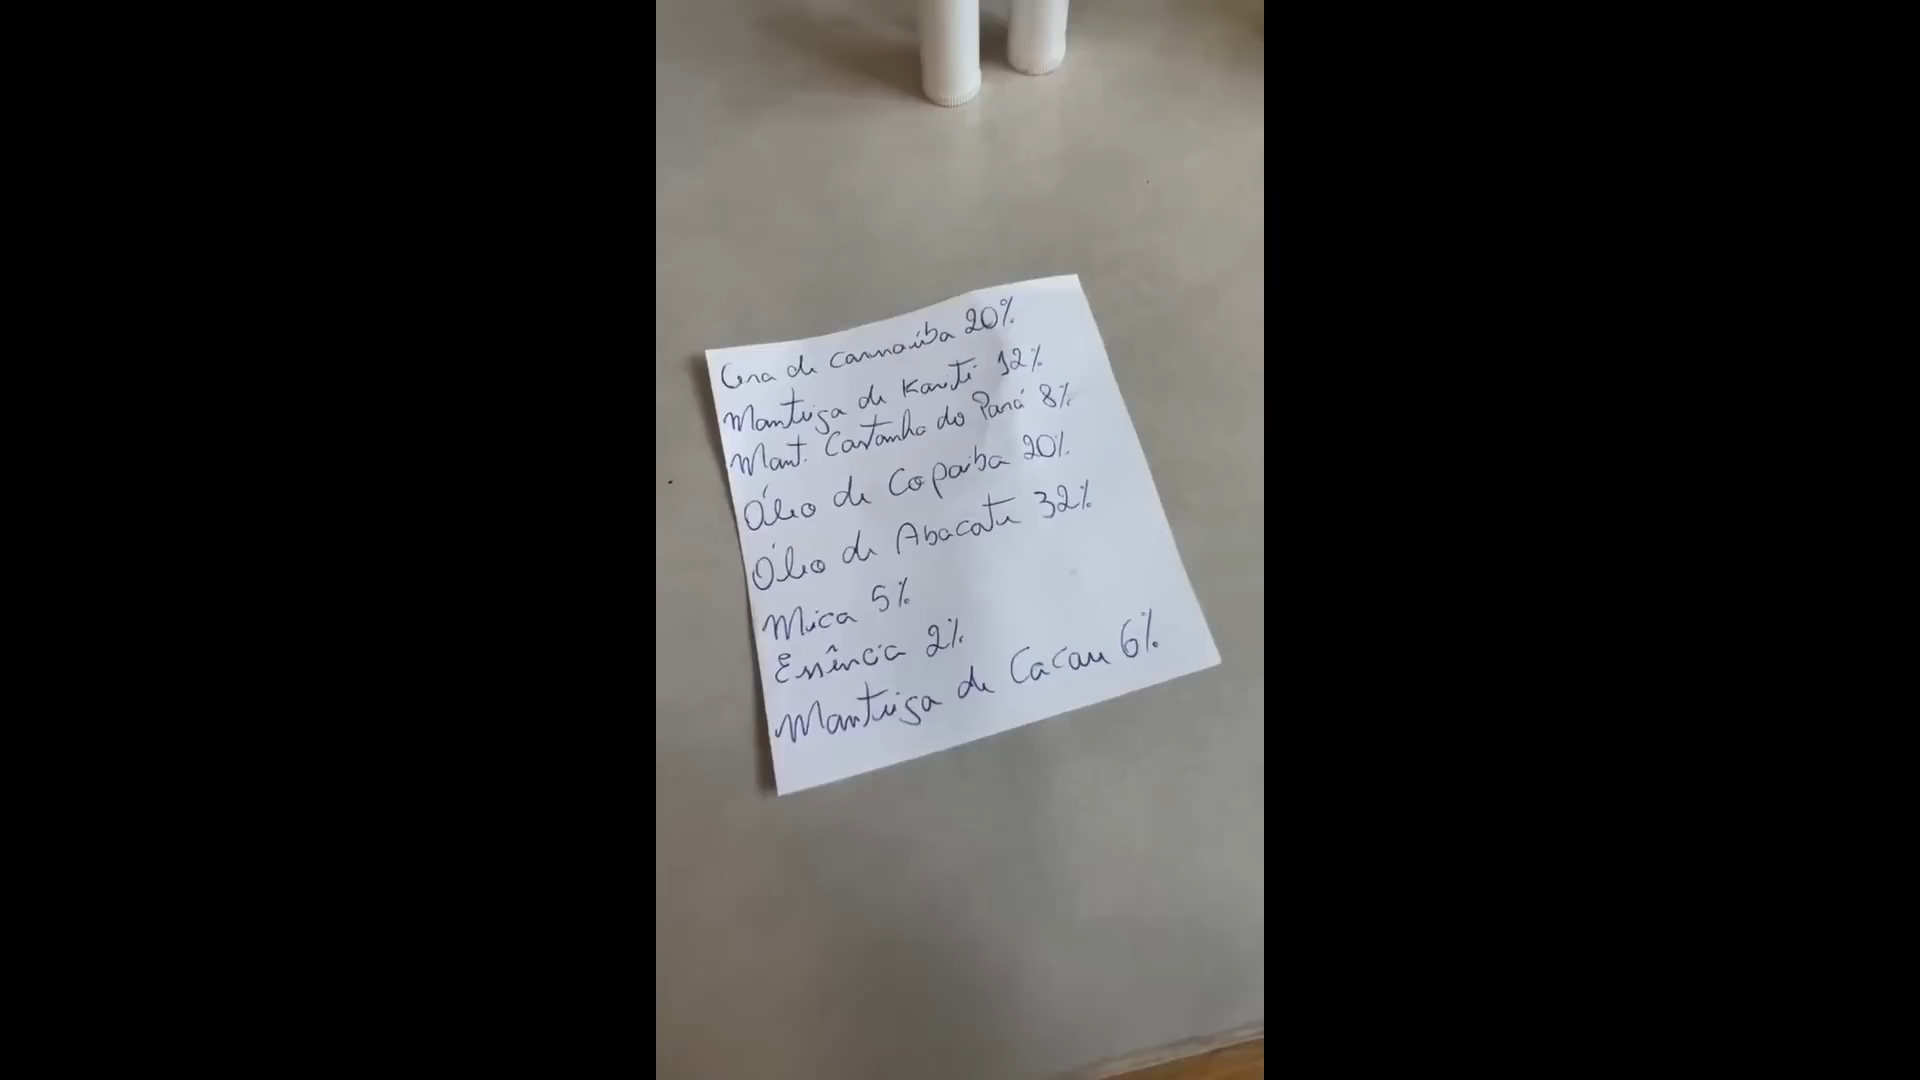 Cera de carnaúba 20%
Manteiga de Karité 12%
Mant. Castanha do Pará 8%
Óleo de Copaiba 20%
Óleo de Abacate 32%
Mica 5%
Essência 2%
Manteiga de Cacau 6%